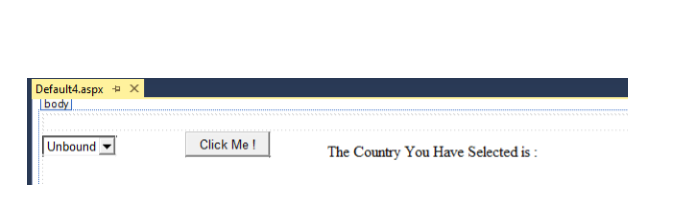 Default4.aspx
body
Unbound Click Me ! The Country You Have Selected is :